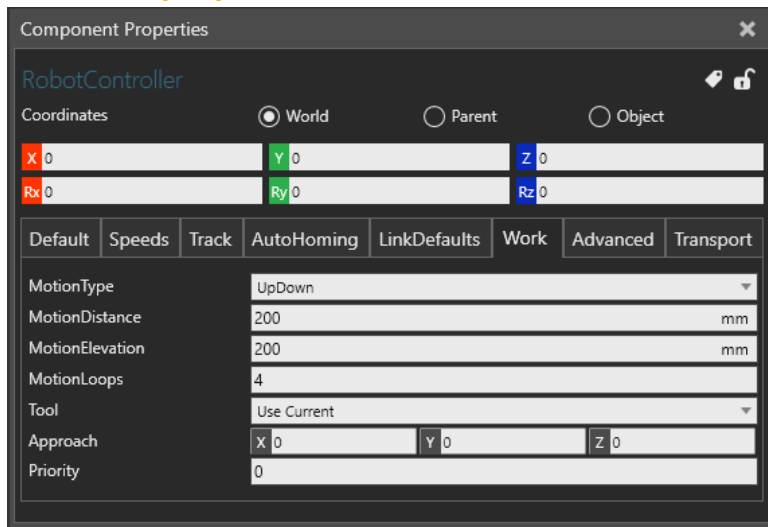 Component Properties
RobotController
Coordinates World Parent Object
X 0 Y 0 Z 0
Rx 0 Ry 0 Rz 0
Default Speeds Track AutoHoming LinkDefaults Work Advanced Transport
MotionType UpDown
MotionDistance 200 mm
MotionElevation 200 mm
MotionLoops 4
Tool Use Current
Approach X 0 Y 0 Z 0
Priority 0